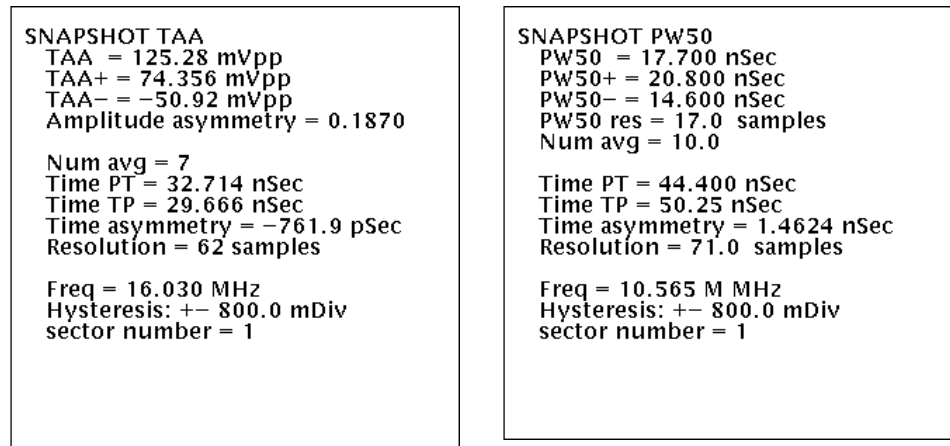 SNAPSHOT TAA
TAA = 125.28 mVpp
TAA+ = 74.356 mVpp
TAA− = −50.92 mVpp
Amplitude asymmetry = 0.1870
Num avg = 7
Time PT = 32.714 nSec
Time TP = 29.666 nSec
Time asymmetry = −761.9 pSec
Resolution = 62 samples
Freq = 16.030 MHz
Hysteresis: +− 800.0 mDiv
sector number = 1
SNAPSHOT PW50
PW50 = 17.700 nSec
PW50+ = 20.800 nSec
PW50− = 14.600 nSec
PW50 res = 17.0 samples
Num avg = 10.0
Time PT = 44.400 nSec
Time TP = 50.25 nSec
Time asymmetry = 1.4624 nSec
Resolution = 71.0 samples
Freq = 10.565 M MHz
Hysteresis: +− 800.0 mDiv
sector number = 1